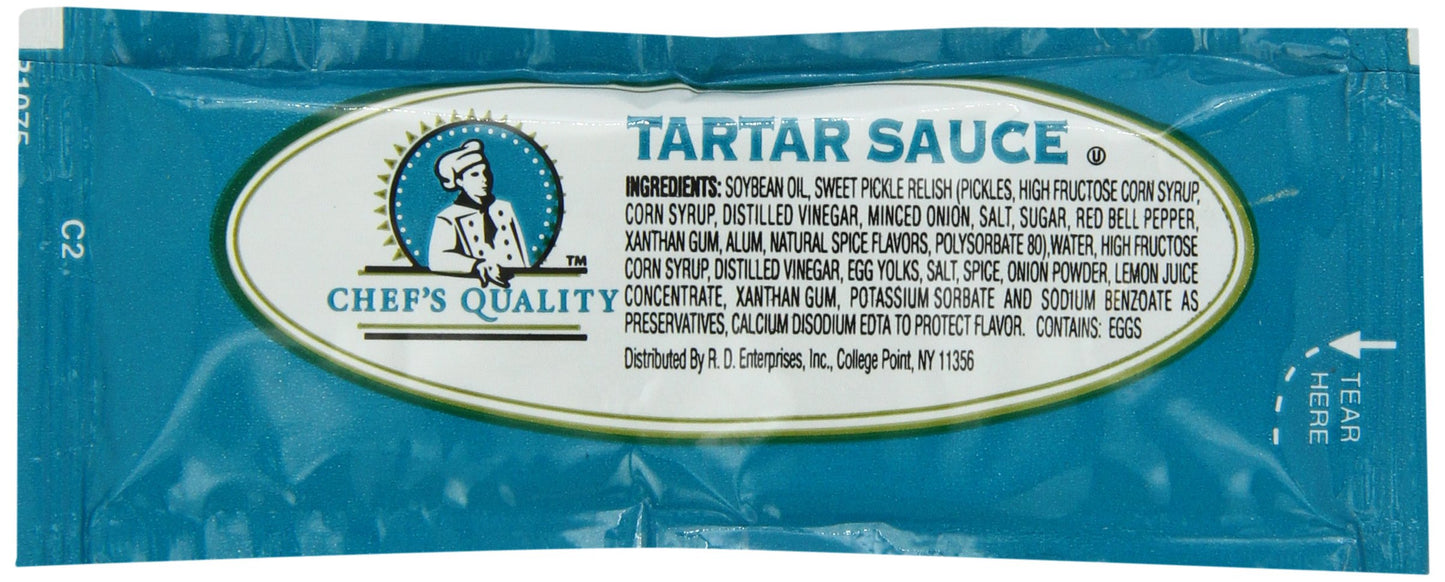 TARTAR SAUCE Ⓤ
INGREDIENTS: SOYBEAN OIL, SWEET PICKLE RELISH (PICKLES, HIGH FRUCTOSE CORN SYRUP,
CORN SYRUP, DISTILLED VINEGAR, MINCED ONION, SALT, SUGAR, RED BELL PEPPER,
XANTHAN GUM, ALUM, NATURAL SPICE FLAVORS, POLYSORBATE 80),WATER, HIGH FRUCTOSE
CORN SYRUP, DISTILLED VINEGAR, EGG YOLKS, SALT, SPICE, ONION POWDER, LEMON JUICE
CONCENTRATE, XANTHAN GUM, POTASSIUM SORBATE AND SODIUM BENZOATE AS
PRESERVATIVES, CALCIUM DISODIUM EDTA TO PROTECT FLAVOR. CONTAINS: EGGS
Distributed By R. D. Enterprises, Inc., College Point, NY 11356
TM
CHEF'S QUALITY
C2
TEAR
HERE